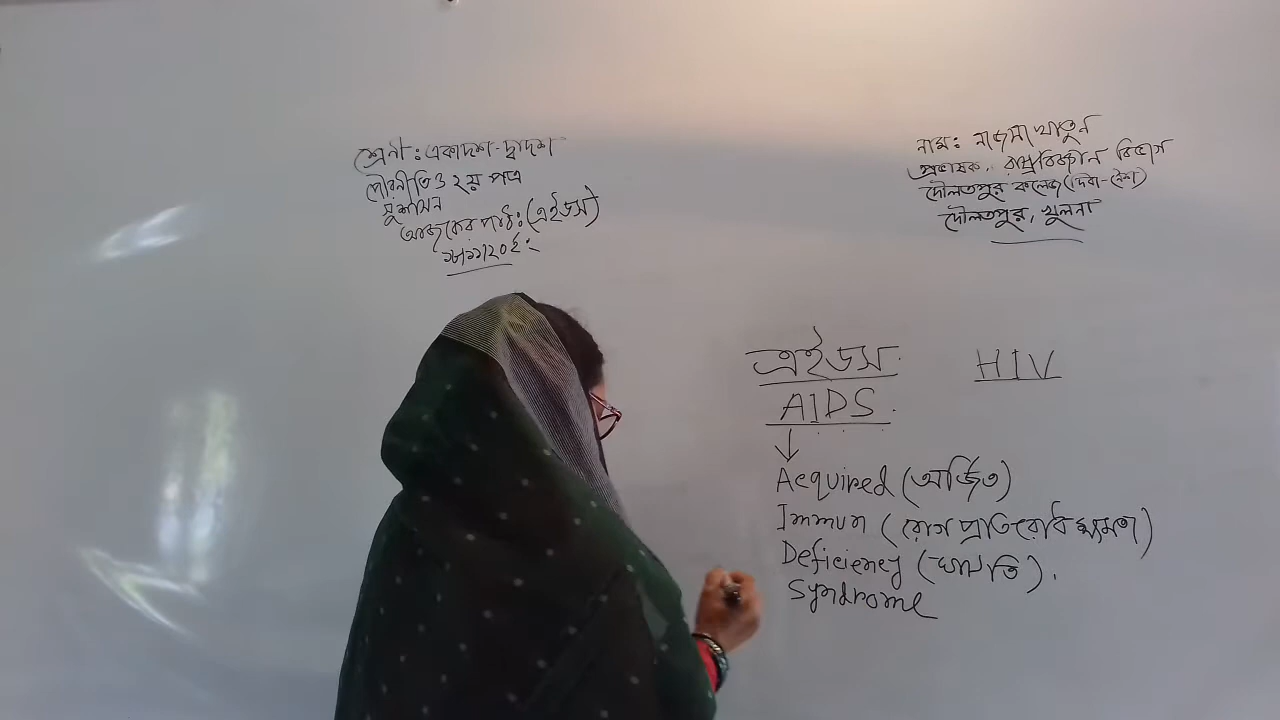 শ্রেনী : একাদশ - দ্বাদশ
পৌরনীতি ও ২য় পত্র
সুশাসন
আজকের পাঠ : (এইডস)
নাম : নাজমা খাতুন
প্রভাষক, রাষ্ট্রবিজ্ঞান বিভাগ
দৌলতপুর কলেজ (দিবা-নৈশ)
দৌলতপুর, খুলনা
এইডস HIV
AIDS
Acquired (অর্জিত)
Immun (রোগ প্রতিরোধ ক্ষমতা)
Deficiency (ঘাটতি).
Syndrome